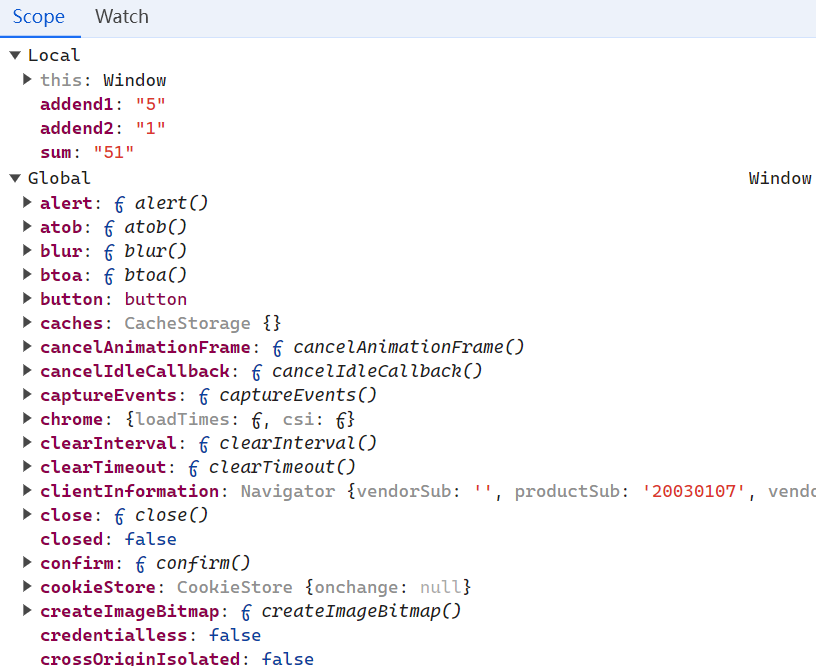 Scope Watch
▼ Local
▶ this: Window
addend1: "5"
addend2: "1"
sum: "51"
▼ Global Window
▶ alert: ƒ alert()
▶ atob: ƒ atob()
▶ blur: ƒ blur()
▶ btoa: ƒ btoa()
▶ button: button
▶ caches: CacheStorage {}
▶ cancelAnimationFrame: ƒ cancelAnimationFrame()
▶ cancelIdleCallback: ƒ cancelIdleCallback()
▶ captureEvents: ƒ captureEvents()
▶ chrome: {loadTimes: ƒ, csi: ƒ}
▶ clearInterval: ƒ clearInterval()
▶ clearTimeout: ƒ clearTimeout()
▶ clientInformation: Navigator {vendorSub: '', productSub: '20030107', vendo
▶ close: ƒ close()
closed: false
▶ confirm: ƒ confirm()
▶ cookieStore: CookieStore {onchange: null}
▶ createImageBitmap: ƒ createImageBitmap()
credentialless: false
crossOriginIsolated: false